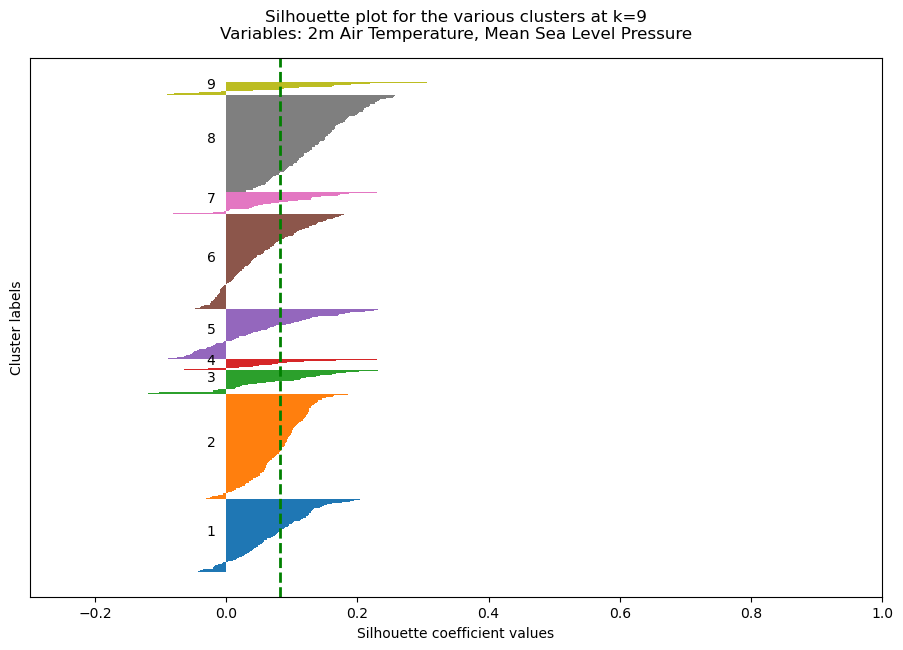 Silhouette plot for the various clusters at k=9
Variables: 2m Air Temperature, Mean Sea Level Pressure
Cluster labels
9
8
7
6
5
4
3
2
1
−0.2 0.0 0.2 0.4 0.6 0.8 1.0
Silhouette coefficient values